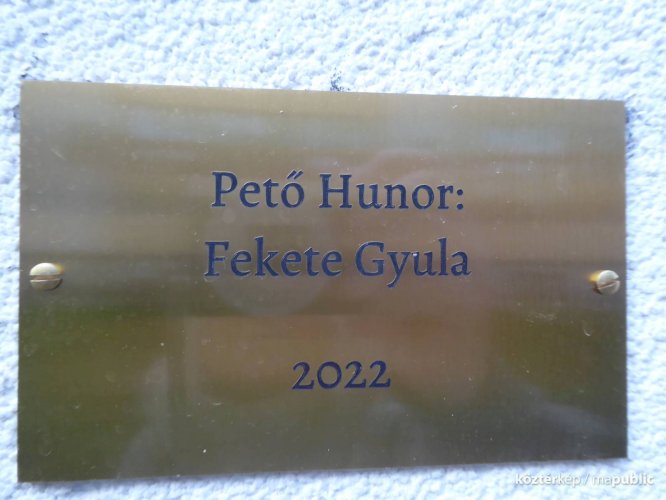 Pető Hunor:
Fekete Gyula
2022
köztérkép / mapublic